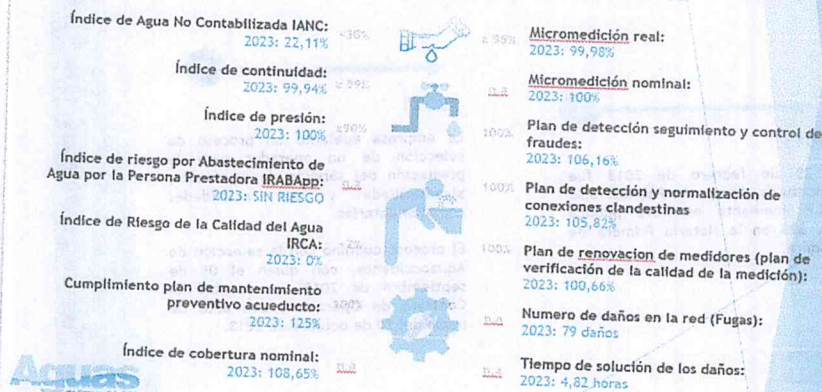 Índice de Agua No Contabilizada IANC:
2023: 22,11%
<30%
Índice de continuidad:
2023: 99,94%
Índice de presión:
2023: 100%
Índice de riesgo por Abastecimiento de
Agua por la Persona Prestadora IRABApp:
2023: SIN RIESGO
n.a
Índice de Riesgo de la Calidad del Agua
IRCA:
2023: 0%
Cumplimiento plan de mantenimiento
preventivo acueducto:
2023: 125%
100%
Índice de cobertura nominal:
2023: 108,65%
n.a
Aguas
Micromedición real:
2023: 99,98%
n.a
Micromedición nominal:
2023: 100%
100%
Plan de detección seguimiento y control de
fraudes:
2023: 106,16%
100%
Plan de detección y normalización de
conexiones clandestinas
2023: 105,82%
100%
Plan de renovacion de medidores (plan de
verificación de la calidad de la medición):
2023: 100,66%
n.a
Numero de daños en la red (Fugas):
2023: 79 daños
n.a
Tiempo de solución de los daños:
2023: 4,82 horas